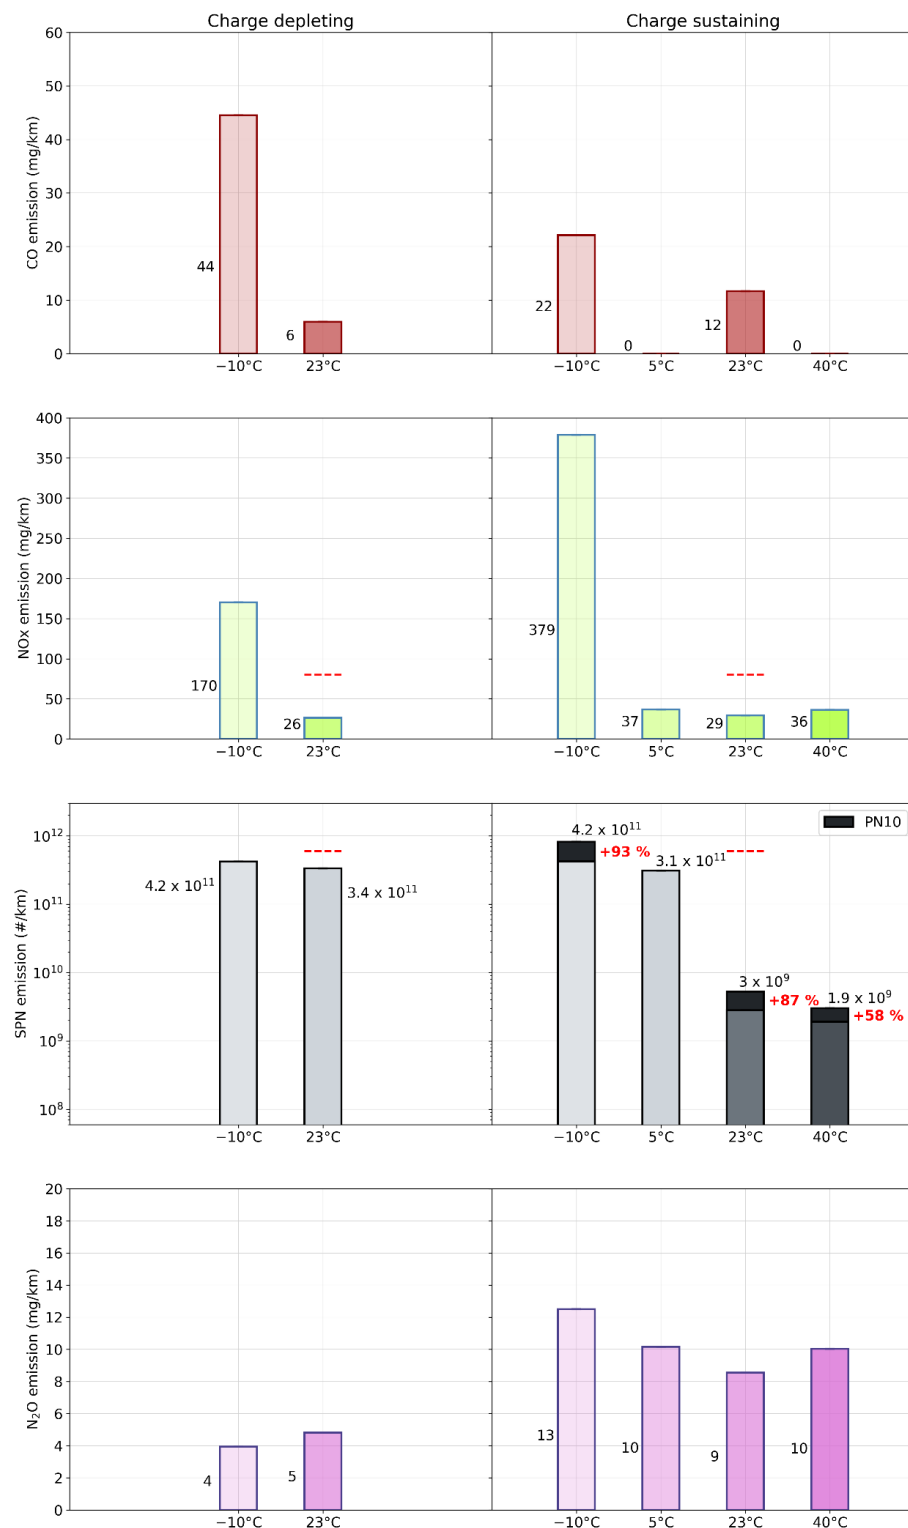 Charge depleting
Charge sustaining
CO emission (mg/km)
60
50
40
30
20
10
0
44
6
22
0
12
0
−10°C
23°C
−10°C
5°C
23°C
40°C
NOx emission (mg/km)
400
350
300
250
200
150
100
50
0
170
26
379
37
29
36
−10°C
23°C
−10°C
5°C
23°C
40°C
SPN emission (#/km)
10¹²
10¹¹
10¹⁰
10⁹
10⁸
4.2 x 10¹¹
3.4 x 10¹¹
4.2 x 10¹¹
+93 %
3.1 x 10¹¹
3 x 10⁹
+87 %
1.9 x 10⁹
+58 %
PN10
−10°C
23°C
−10°C
5°C
23°C
40°C
N₂O emission (mg/km)
20
18
16
14
12
10
8
6
4
2
0
4
5
13
10
9
10
−10°C
23°C
−10°C
5°C
23°C
40°C